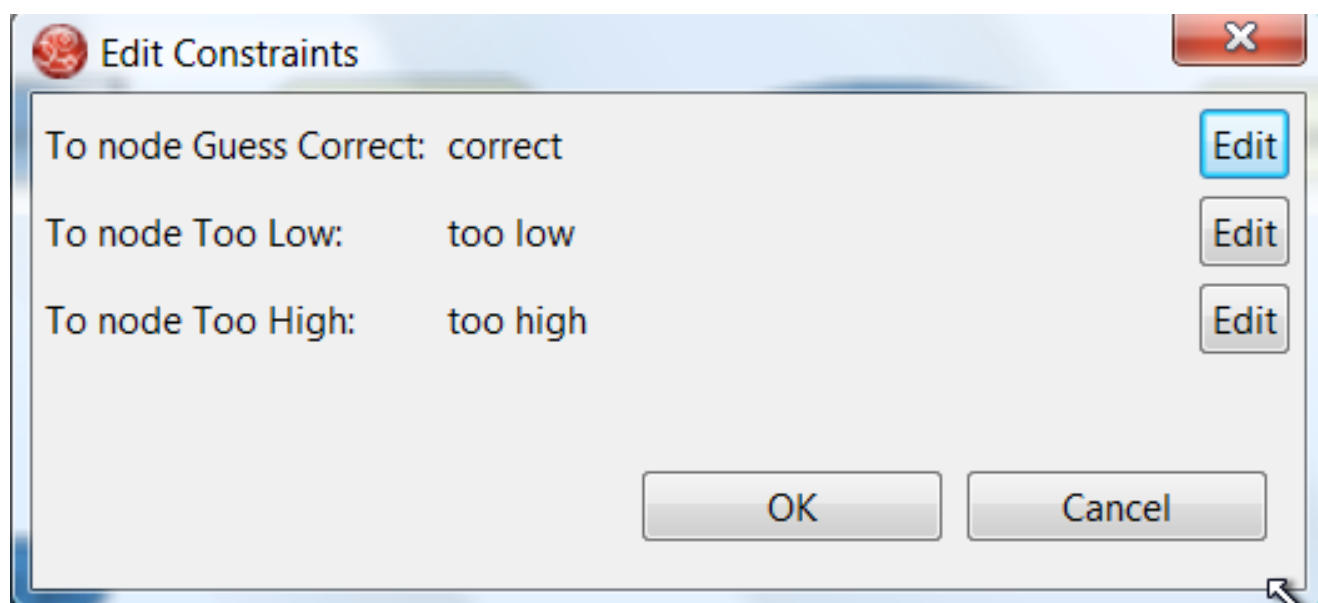 Edit Constraints
To node Guess Correct: correct Edit
To node Too Low: too low Edit
To node Too High: too high Edit
OK Cancel